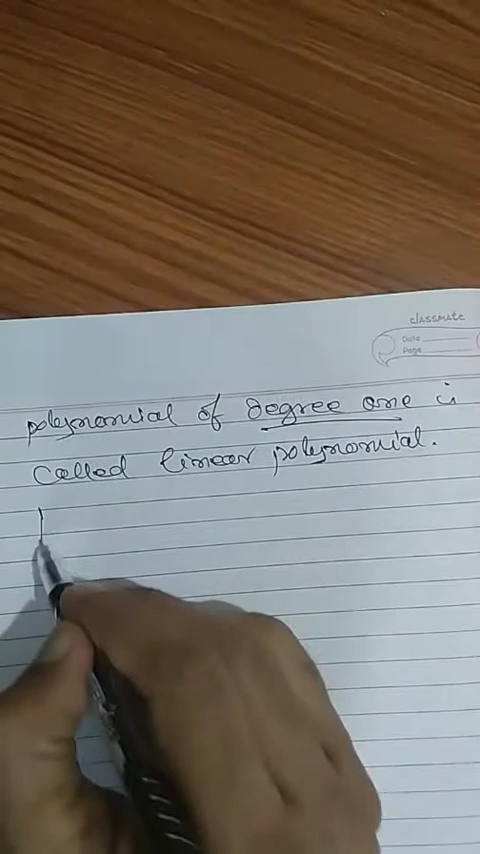 classmate
Date
Page
polynomial of degree one is
called linear polynomial.